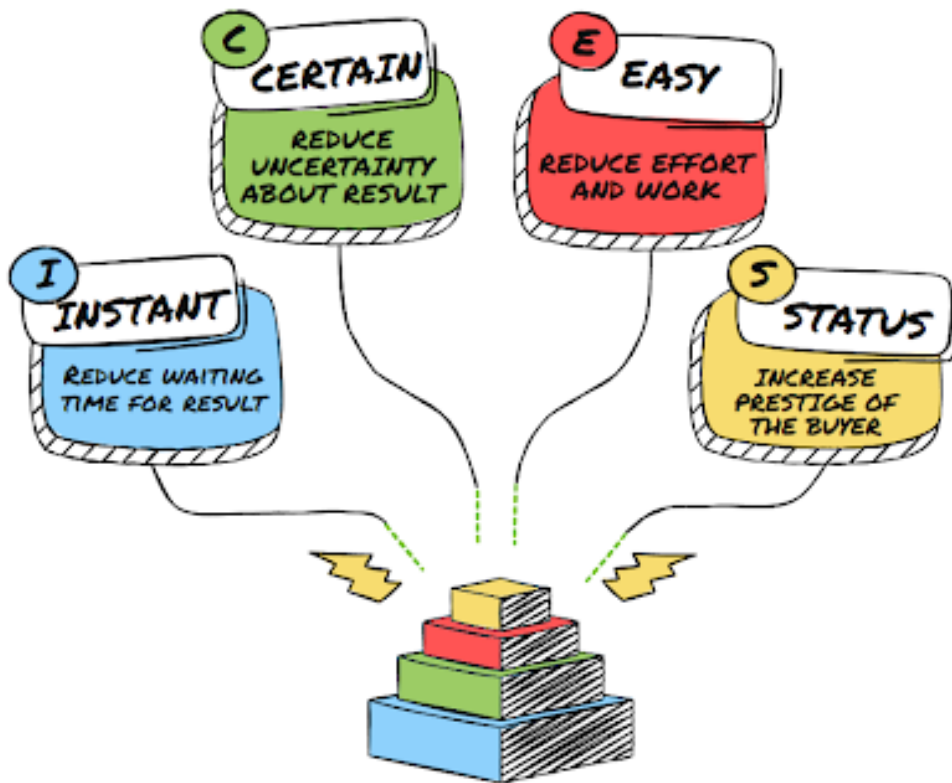 C
CERTAIN
REDUCE
UNCERTAINTY
ABOUT RESULT
E
EASY
REDUCE EFFORT
AND WORK
I
INSTANT
REDUCE WAITING
TIME FOR RESULT
S
STATUS
INCREASE
PRESTIGE OF
THE BUYER